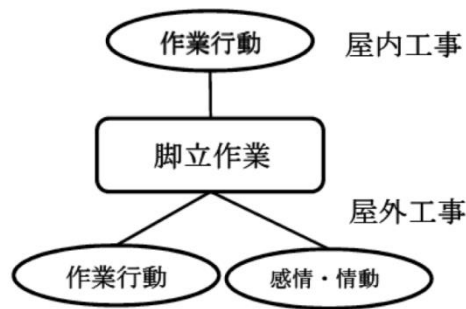 作業行動
屋内工事
脚立作業
屋外工事
作業行動
感情・情動